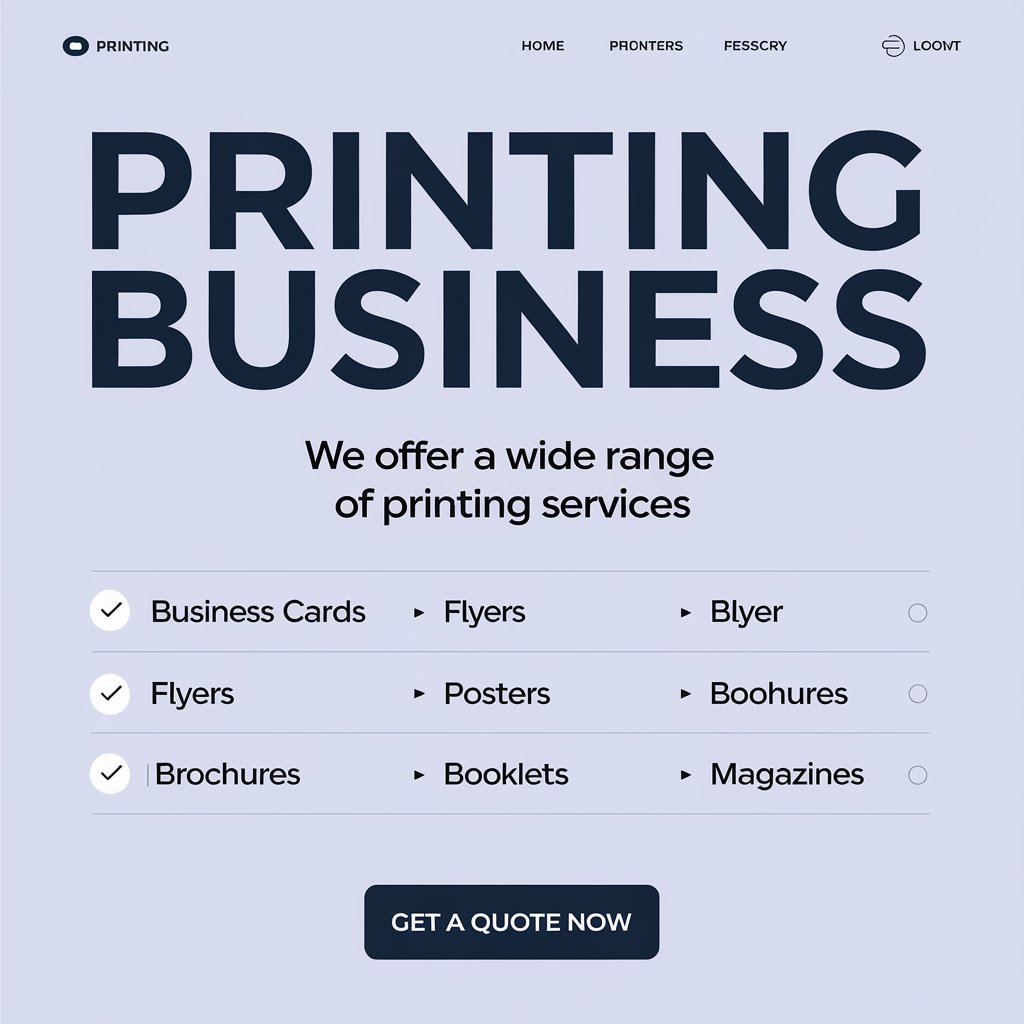 PRINTING HOME PRONTERS FESSCRY LOOWT
PRINTING
BUSINESS
We offer a wide range
of printing services
Business Cards Flyers Blyer
Flyers Posters Boohures
Brochures Booklets Magazines
GET A QUOTE NOW